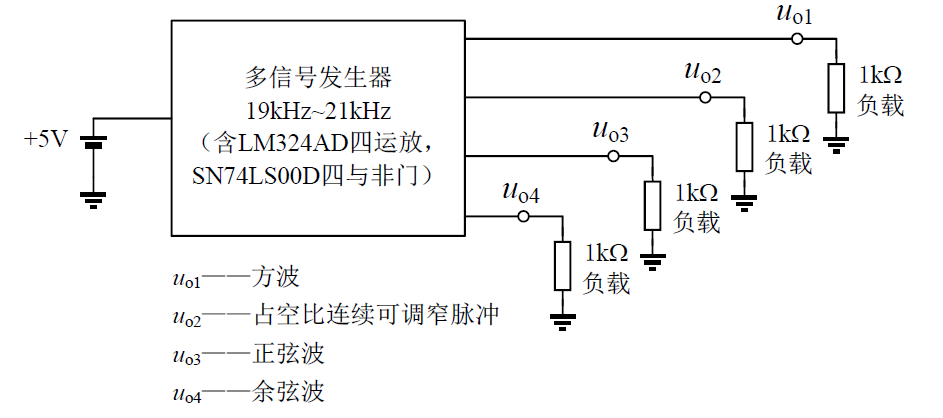 uo1
多信号发生器
19kHz~21kHz
（含LM324AD四运放，
SN74LS00D四与非门）
+5V
1kΩ
负载
uo2
1kΩ
负载
uo3
1kΩ
负载
uo4
1kΩ
负载
uo1——方波
uo2——占空比连续可调窄脉冲
uo3——正弦波
uo4——余弦波